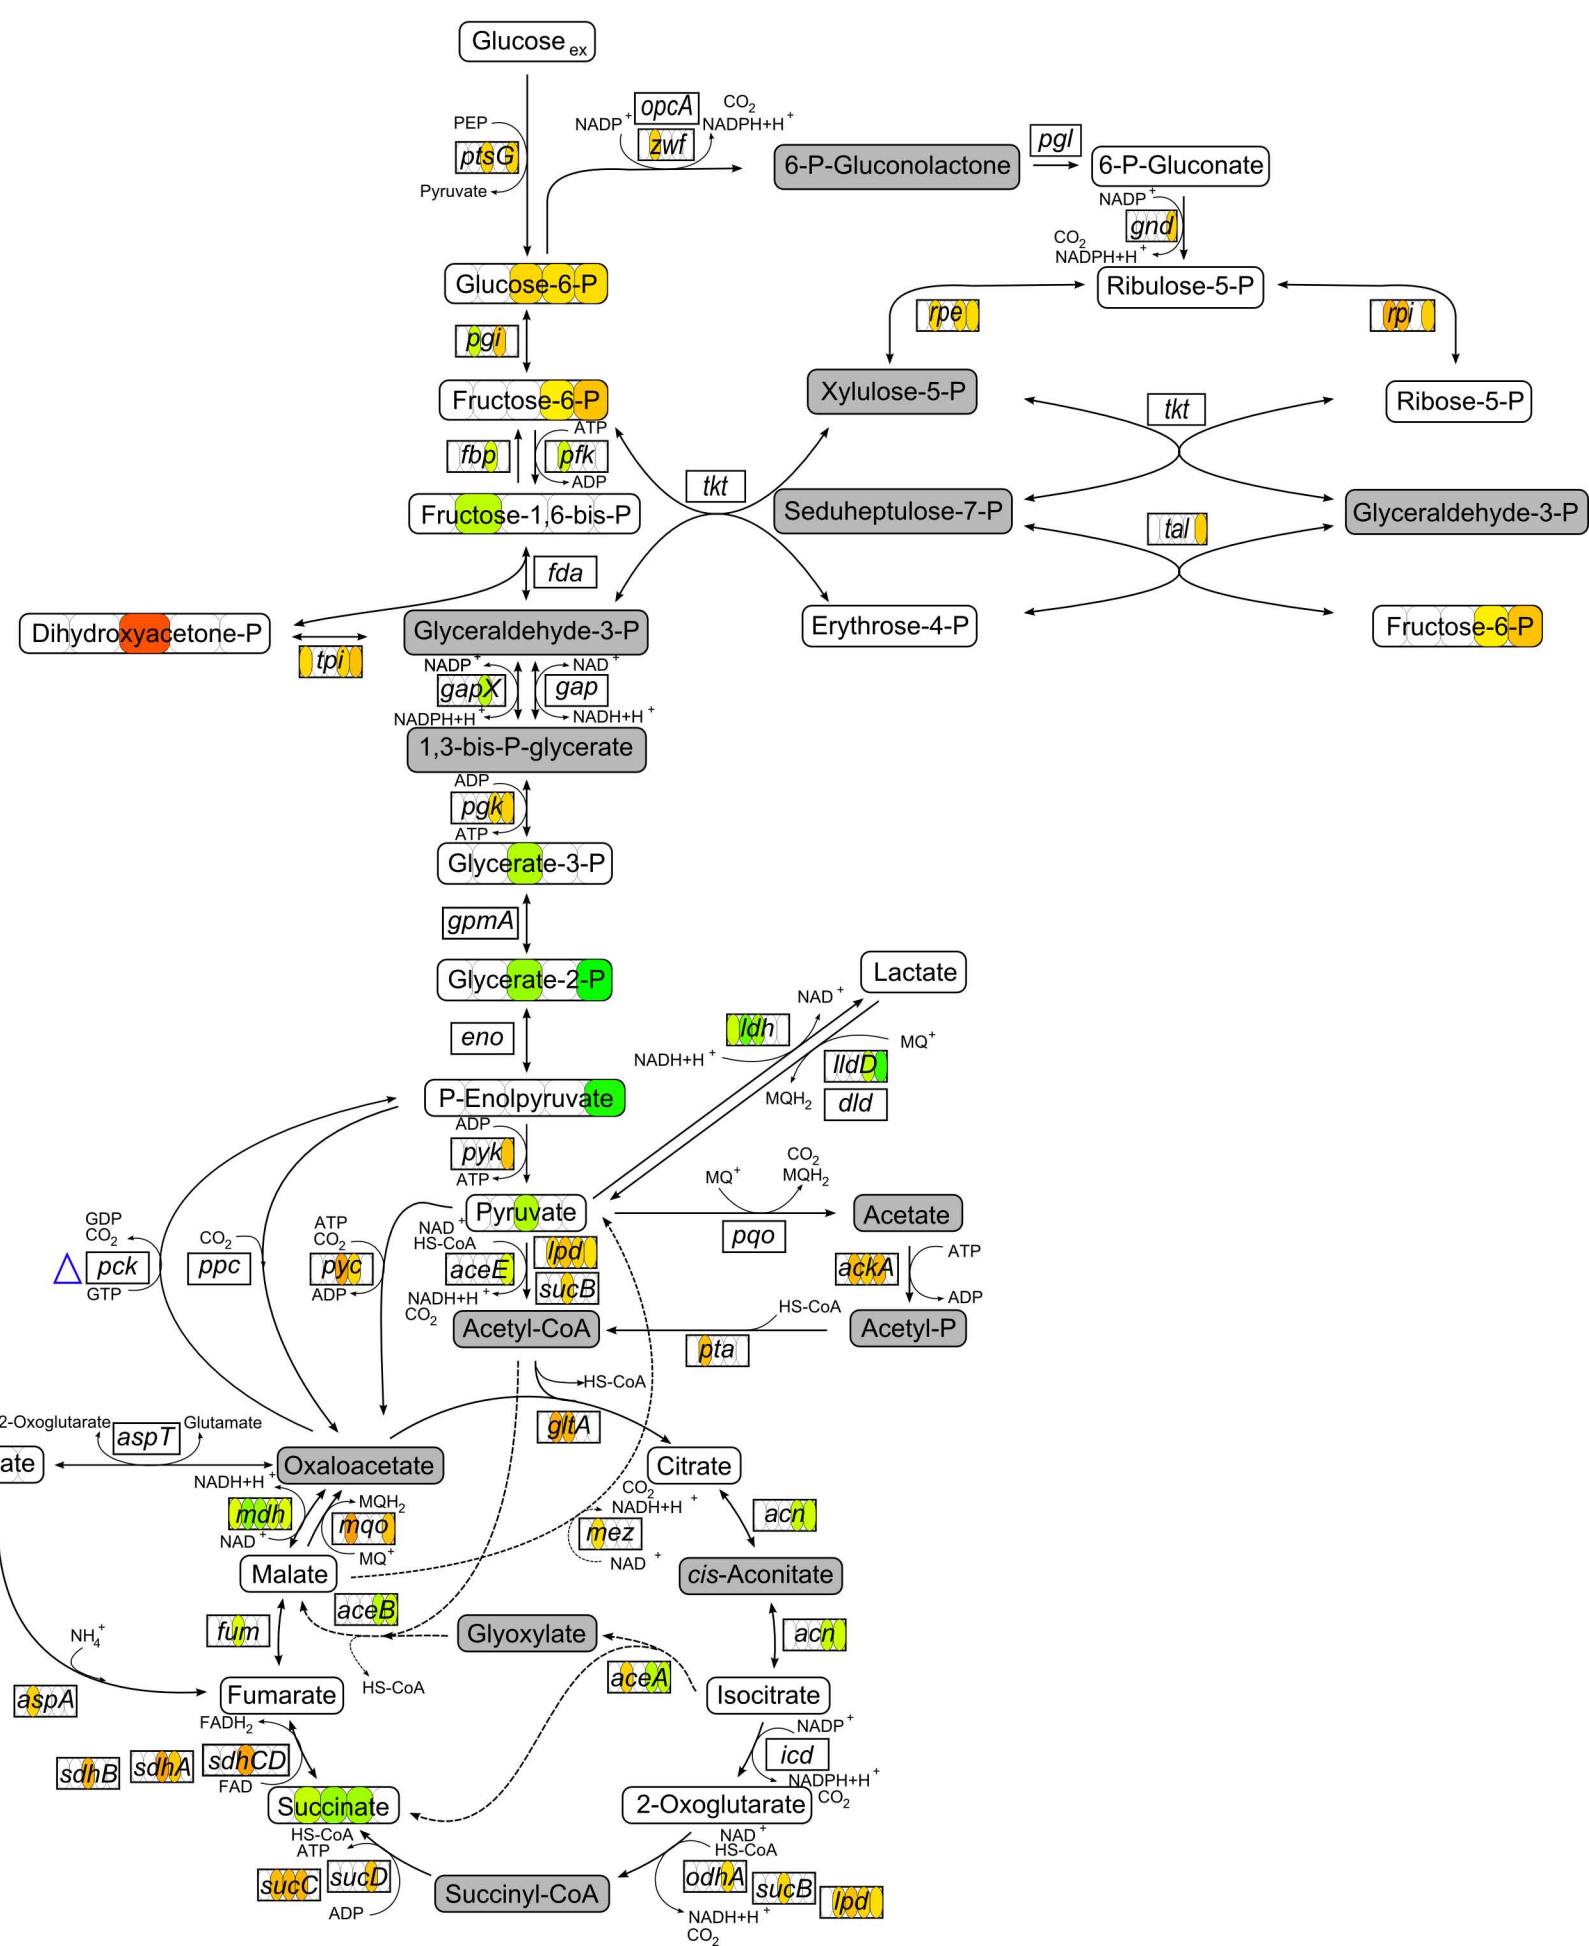 Glucose ex
opcA
CO2
PEP
NADP+
NADPH+H+
zwf
ptsG
pgl
6-P-Gluconolactone
6-P-Gluconate
Pyruvate
NADP+
gnd
CO2
NADPH+H+
Glucose-6-P
Ribulose-5-P
rpe
rpi
pgi
Fructose-6-P
Xylulose-5-P
Ribose-5-P
tkt
ATP
fbp
pfk
ADP
tkt
Fructose-1,6-bis-P
Seduheptulose-7-P
Glyceraldehyde-3-P
tal
fda
Dihydroxyacetone-P
Glyceraldehyde-3-P
Erythrose-4-P
Fructose-6-P
tpi
NADP+
NAD+
gapX
gap
NADPH+H+
NADH+H+
1,3-bis-P-glycerate
ADP
pgk
ATP
Glycerate-3-P
gpmA
Glycerate-2-P
Lactate
NAD+
ldh
eno
NADH+H+
MQ+
lldD
P-Enolpyruvate
MQH2
dld
ADP
pyk
ATP
CO2
MQ+
MQH2
Pyruvate
Acetate
GDP
CO2
ATP
CO2
CO2
NAD+
HS-CoA
lpd
pqo
ATP
pck
ppc
pyc
aceE
ackA
GTP
ADP
sucB
NADH+H+
CO2
ADP
HS-CoA
Acetyl-CoA
Acetyl-P
pta
HS-CoA
2-Oxoglutarate
Glutamate
aspT
gltA
ate
Oxaloacetate
Citrate
NADH+H+
CO2
MQH2
NADH+H+
mdh
mqo
mez
acn
NAD+
MQ+
NAD+
Malate
cis-Aconitate
aceB
fum
NH4+
Glyoxylate
acn
aceA
HS-CoA
aspA
Fumarate
Isocitrate
FADH2
NADP+
sdhB
sdhA
sdhCD
icd
FAD
NADPH+H+
CO2
Succinate
2-Oxoglutarate
HS-CoA
ATP
NAD+
HS-CoA
sucC
sucD
odhA
sucB
lpd
Succinyl-CoA
ADP
NADH+H+
CO2